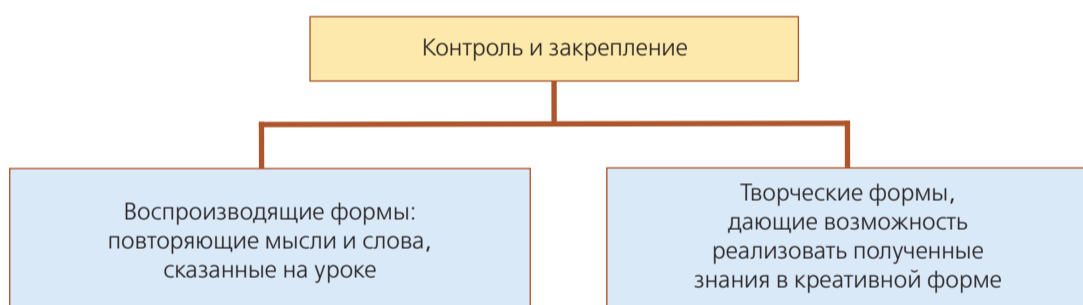 Контроль и закрепление
Воспроизводящие формы:
повторяющие мысли и слова,
сказанные на уроке
Творческие формы,
дающие возможность
реализовать полученные
знания в креативной форме